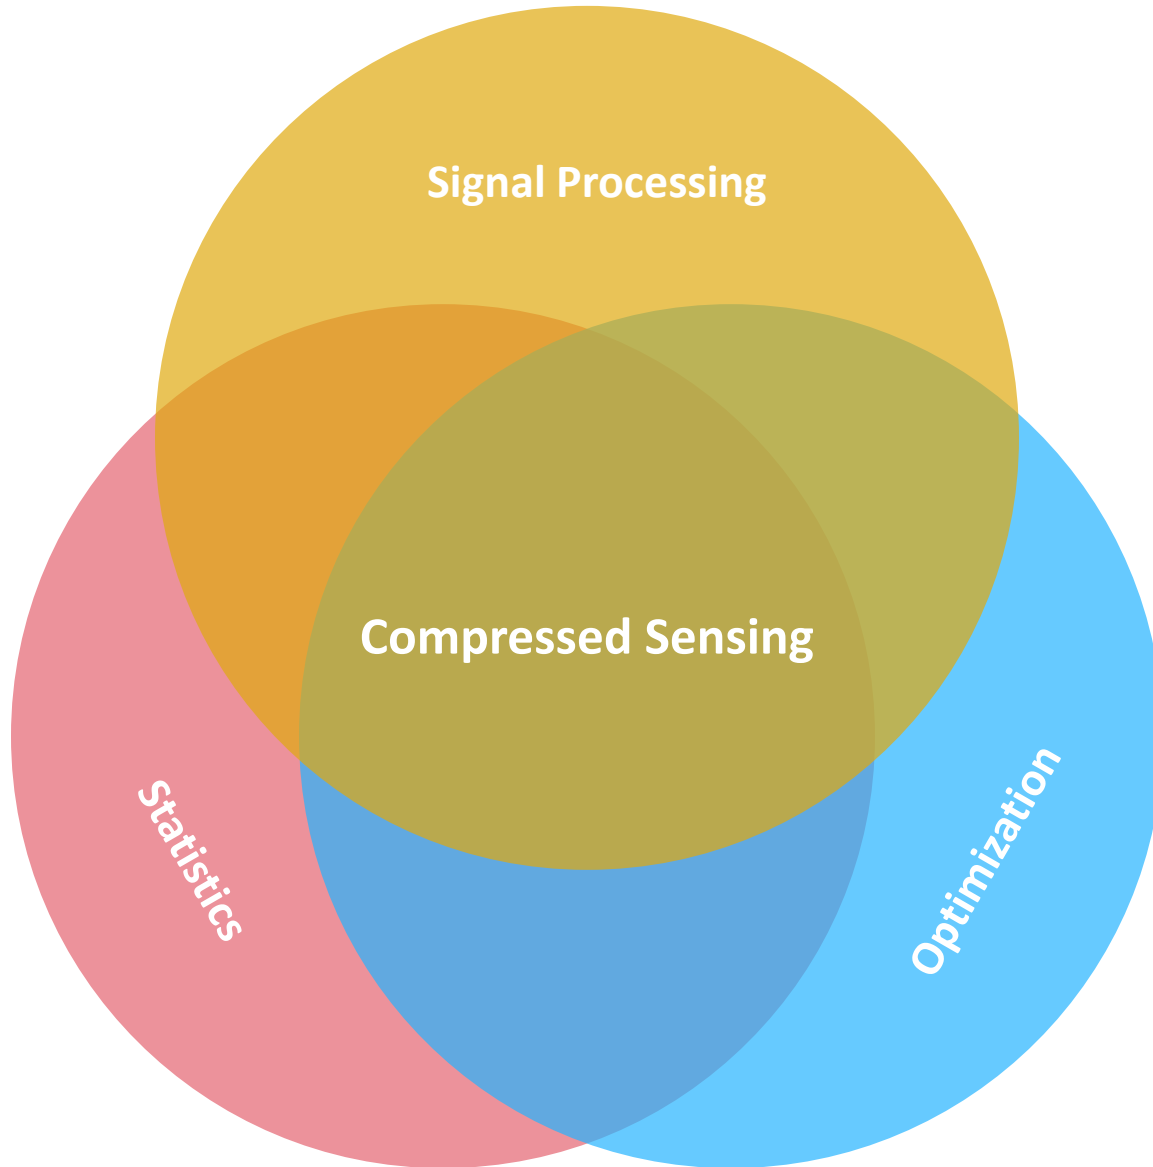 Signal Processing
Compressed Sensing
Statistics
Optimization